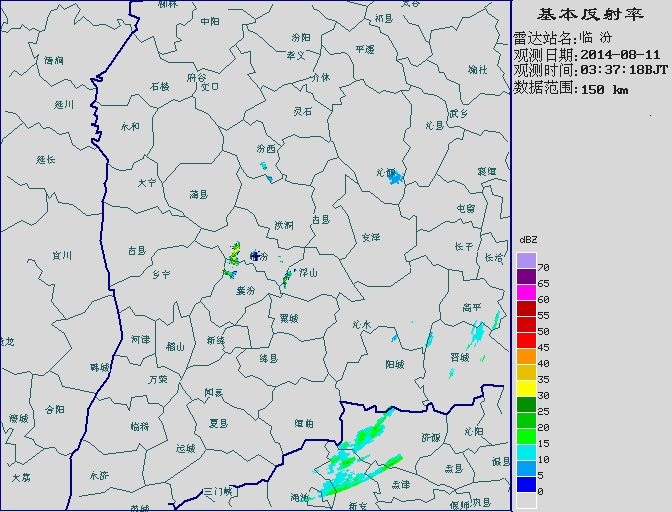 基本反射率
雷达站名:临 汾
观测日期:2014-08-11
观测时间:03:37:18BJT
数据范围:150 km
柳林
中阳
祁县
汾阳
孝义
平遥
清涧
榆社
石楼
介休
延川
灵石
武乡
永和
沁县
汾西
延长
沁源
襄垣
大宁
蒲县
屯留
洪洞
古县
安泽
吉县
长平
宜川
临汾
长治
乡宁
浮山
襄汾
高平
翼城
沁水
河津
稷山
新绛
绛县
阳城
晋城
韩城
万荣
闻喜
合阳
夏县
垣曲
临猗
济源
沁阳
澄城
运城
孟县
大荔
永济
三门峡
渑池
孟津
新安
偃师
dBZ
70
65
60
55
50
45
40
35
30
25
20
15
10
5
0